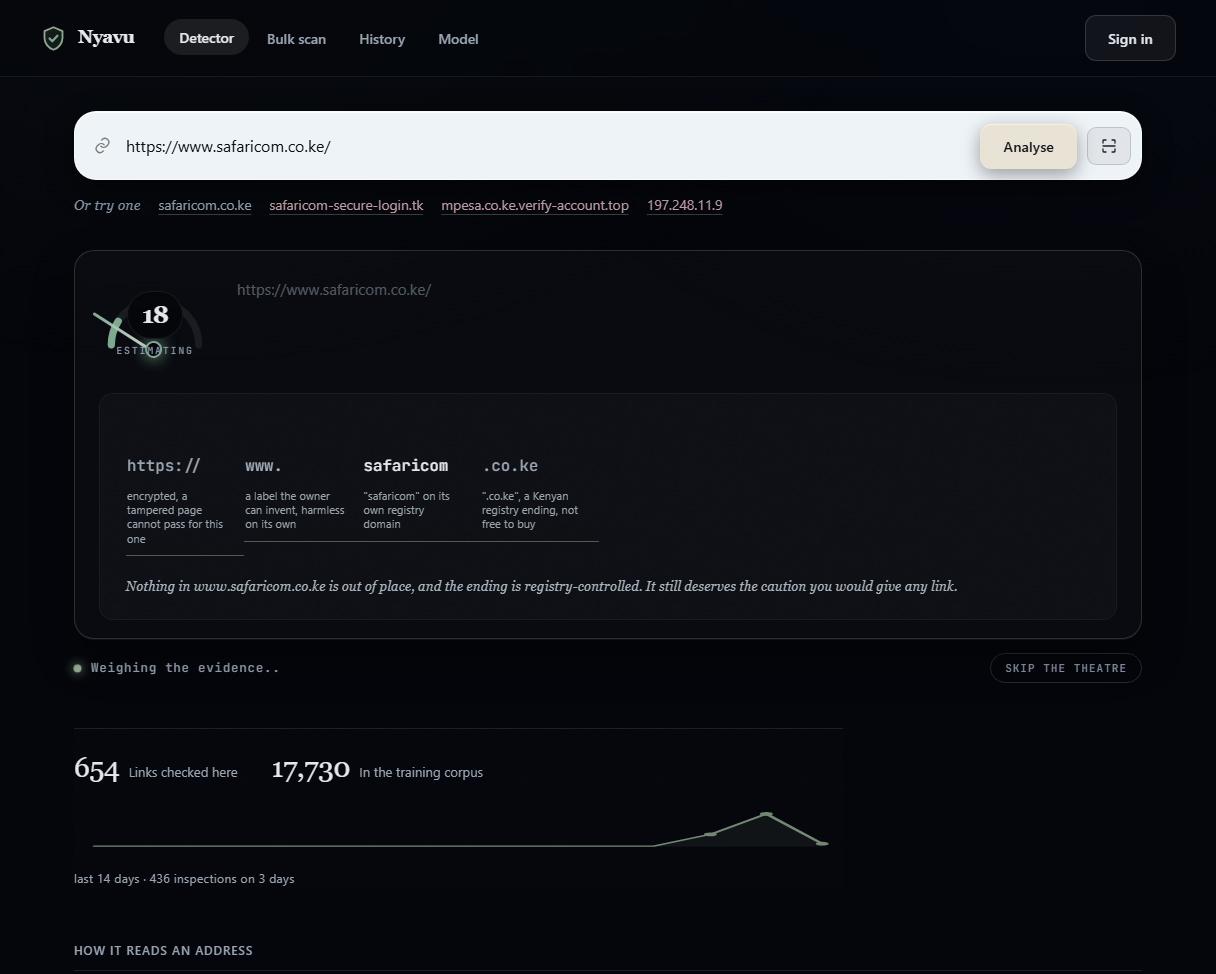 Nyavu
Detector
Bulk scan
History
Model
Sign in
https://www.safaricom.co.ke/
Analyse
Or try one safaricom.co.ke safaricom-secure-login.tk mpesa.co.ke.verify-account.top 197.248.11.9
18
ESTIMATING
https://www.safaricom.co.ke/
https://
encrypted, a
tampered page
cannot pass for this
one
www.
a label the owner
can invent, harmless
on its own
safaricom
"safaricom" on its
own registry
domain
.co.ke
".co.ke", a Kenyan
registry ending, not
free to buy
Nothing in www.safaricom.co.ke is out of place, and the ending is registry-controlled. It still deserves the caution you would give any link.
Weighing the evidence..
SKIP THE THEATRE
654 Links checked here
17,730 In the training corpus
last 14 days · 436 inspections on 3 days
HOW IT READS AN ADDRESS